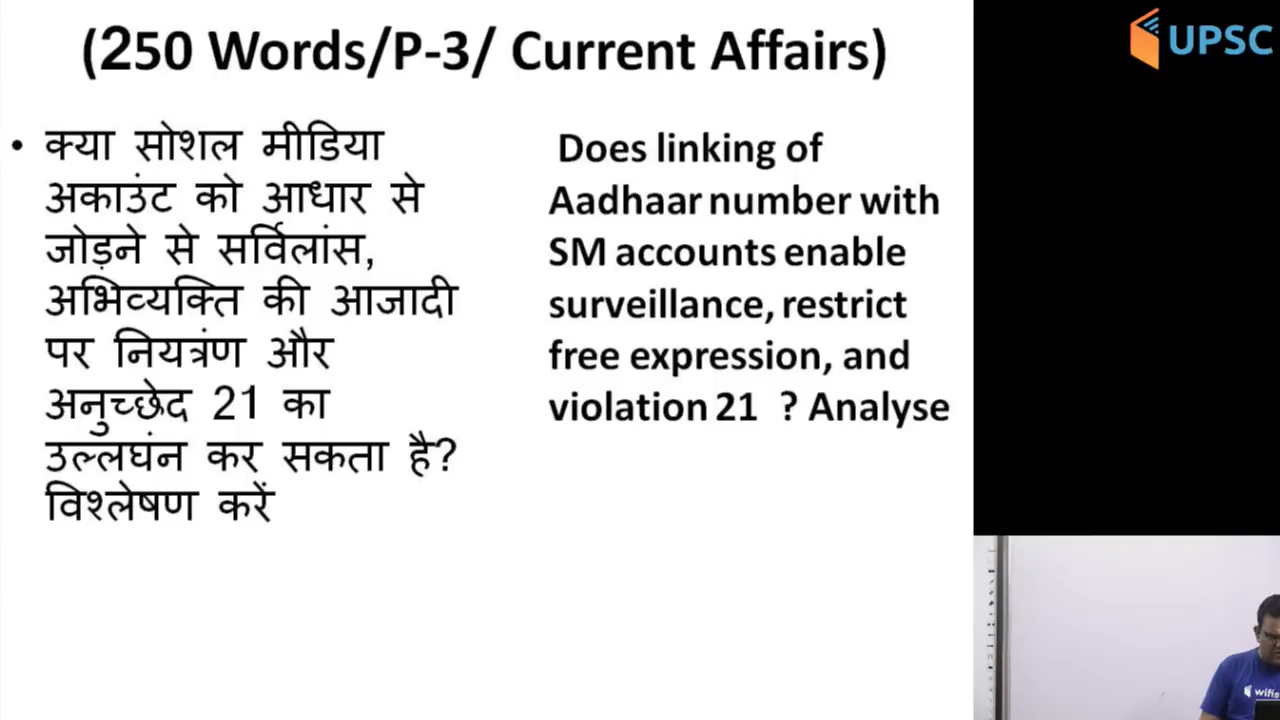 (250 Words/P-3/ Current Affairs)
UPSC
• क्या सोशल मीडिया
अकाउंट को आधार से
जोड़ने से सर्विलांस,
अभिव्यक्ति की आजादी
पर नियत्रंण और
अनुच्छेद 21 का
उल्लघंन कर सकता है?
विश्लेषण करें
Does linking of
Aadhaar number with
SM accounts enable
surveillance, restrict
free expression, and
violation 21 ? Analyse
wifis